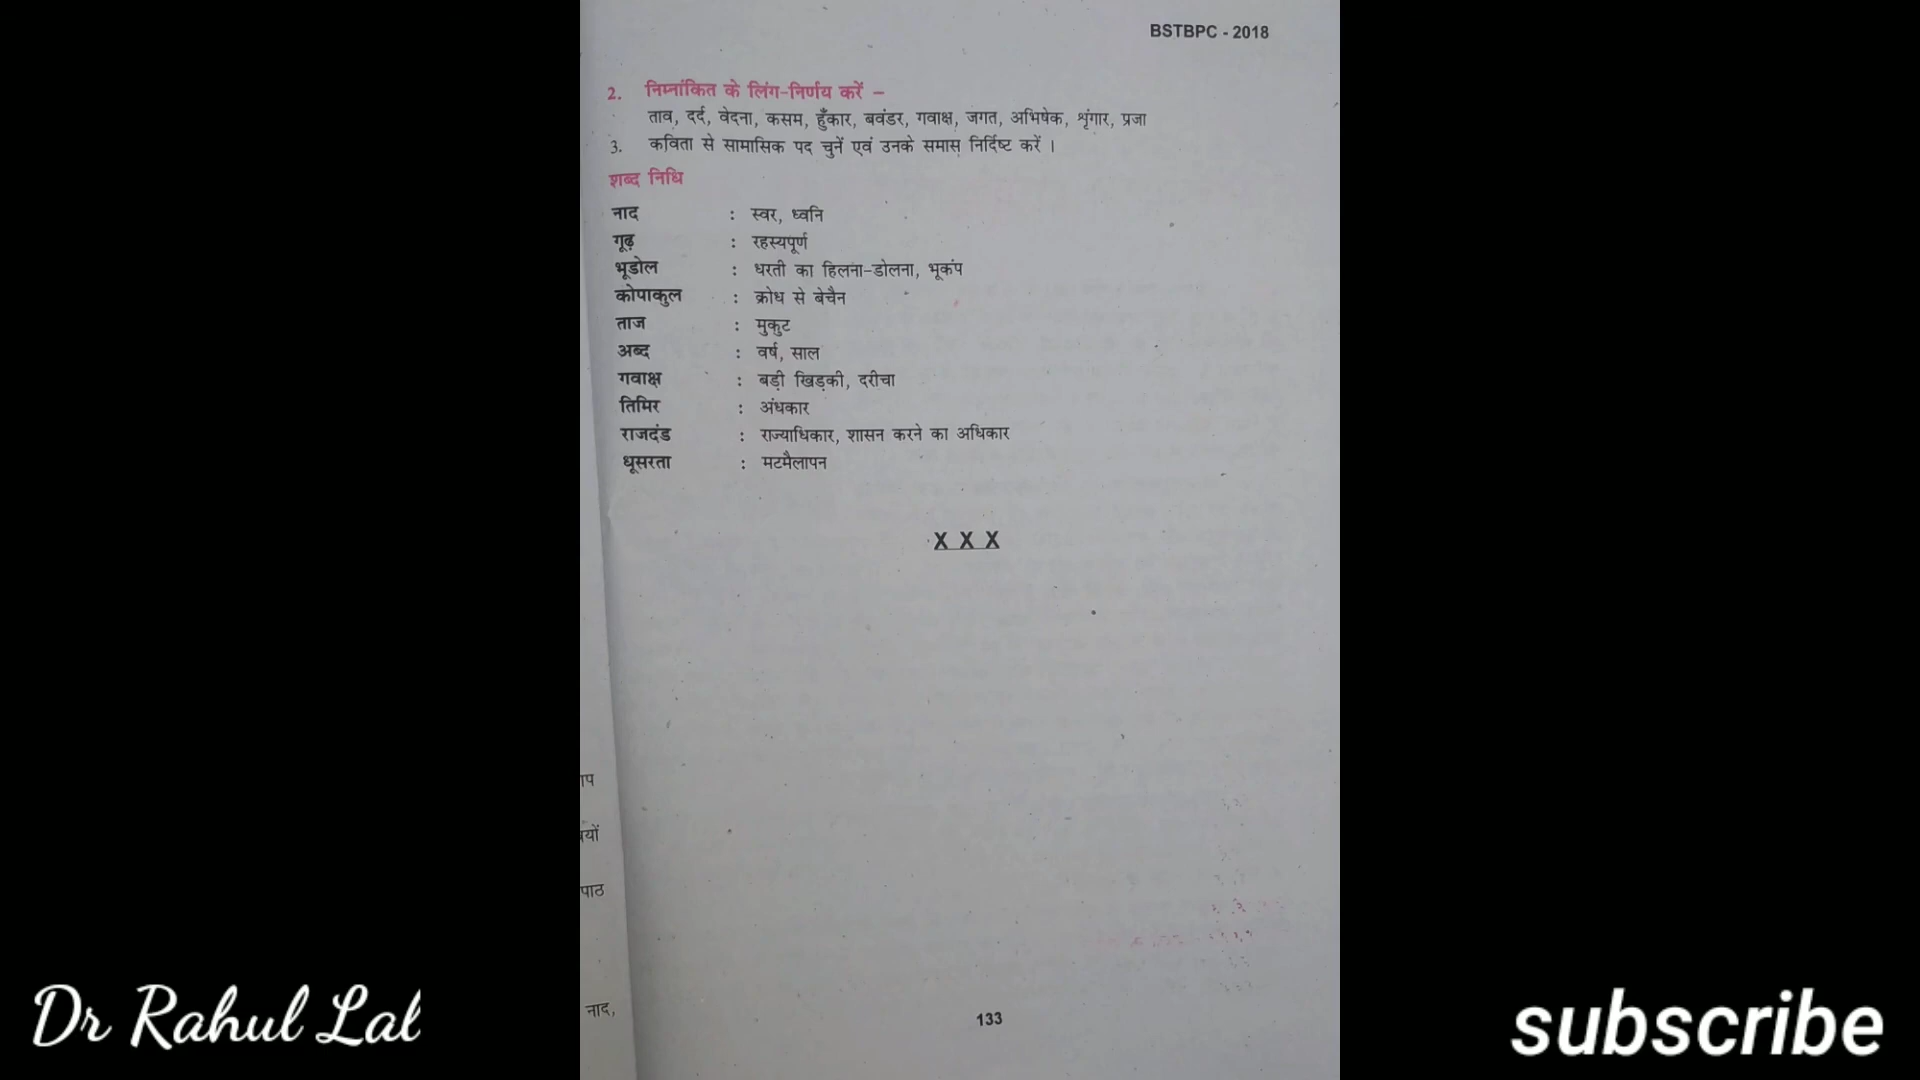 BSTBPC - 2018
2. निम्नांकित के लिंग-निर्णय करें –
ताव, दर्द, वेदना, कसम, हुँकार, बवंडर, गवाक्ष, जगत, अभिषेक, शृंगार, प्रजा
3. कविता से सामासिक पद चुनें एवं उनके समास निर्दिष्ट करें ।
शब्द निधि
नाद : स्वर, ध्वनि
गूढ़ : रहस्यपूर्ण
भूडोल : धरती का हिलना-डोलना, भूकंप
कोपाकुल : क्रोध से बेचैन
ताज : मुकुट
अब्द : वर्ष, साल
गवाक्ष : बड़ी खिड़की, दरीचा
तिमिर : अंधकार
राजदंड : राज्याधिकार, शासन करने का अधिकार
धूसरता : मटमैलापन
X X X
पाठ
नाद,
133
Dr Rahul Lal
subscribe